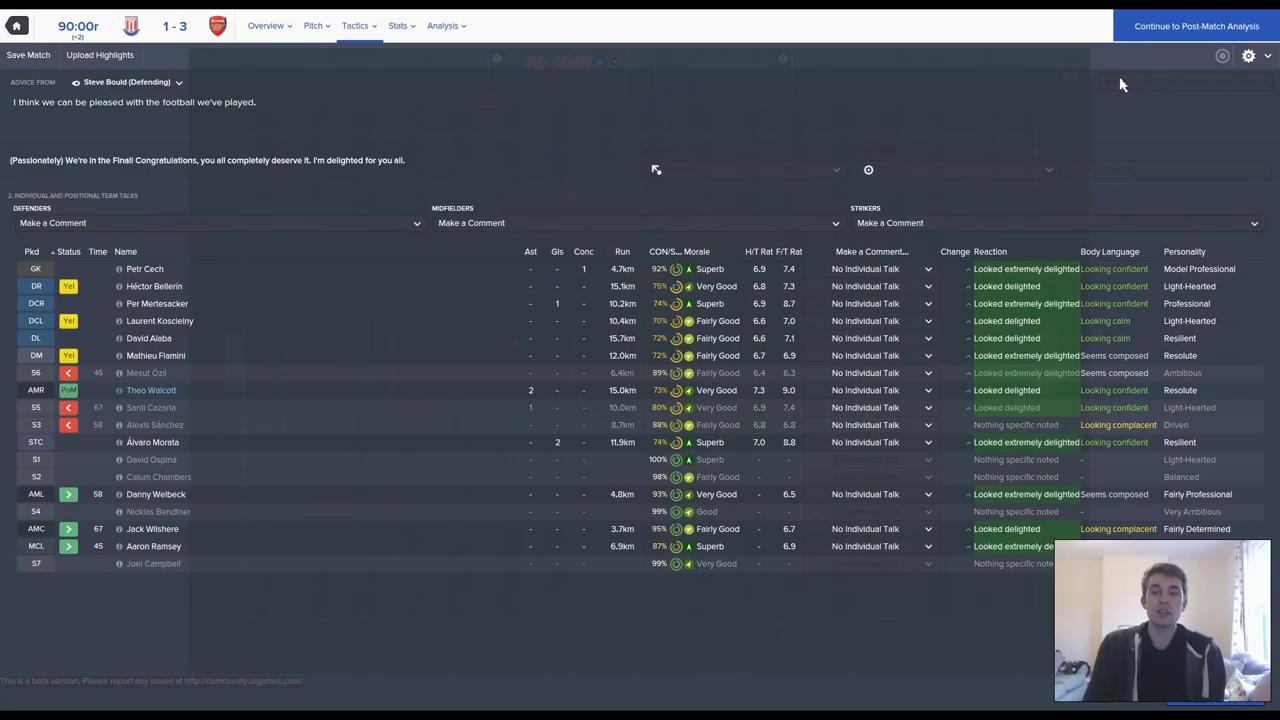 90:00r 1 - 3 Overview Pitch Tactics Stats Analysis Continue to Post-Match Analysis
(+2)
Save Match Upload Highlights
ADVICE FROM Steve Bould (Defending)
I think we can be pleased with the football we've played.
(Passionately) We're in the Final! Congratulations, you all completely deserve it. I'm delighted for you all.
2. INDIVIDUAL AND POSITIONAL TEAM TALKS
DEFENDERS MIDFIELDERS STRIKERS
Make a Comment Make a Comment Make a Comment
Pkd Status Time Name Ast Gls Conc Run CON/S... Morale H/T Rat F/T Rat Make a Comment... Change Reaction Body Language Personality
GK Petr Cech - - 1 4.7km 92% Superb 6.9 7.4 No Individual Talk - Looked extremely delighted Looking confident Model Professional
DR Yel Héctor Bellerín - - - 15.1km 75% Very Good 6.8 7.3 No Individual Talk - Looked delighted Looking confident Light-Hearted
DCR Per Mertesacker - 1 - 10.2km 74% Superb 6.9 8.7 No Individual Talk - Looked extremely delighted Looking confident Professional
DCL Yel Laurent Koscielny - - - 10.4km 70% Fairly Good 6.6 7.0 No Individual Talk - Looked delighted Looking calm Light-Hearted
DL David Alaba - - - 15.7km 72% Fairly Good 6.6 7.1 No Individual Talk - Looked delighted Looking calm Resilient
DM Yel Mathieu Flamini - - - 12.0km 72% Fairly Good 6.7 6.9 No Individual Talk - Looked extremely delighted Seems composed Resolute
S6 45 Mesut Özil - - - 6.4km 89% Fairly Good 6.4 6.3 No Individual Talk - Looked extremely delighted Seems composed Ambitious
AMR PoM Theo Walcott 2 - - 15.0km 73% Very Good 7.3 9.0 No Individual Talk - Looked delighted Looking confident Resolute
S5 67 Santi Cazorla 1 - - 10.0km 80% Very Good 6.9 7.4 No Individual Talk - Looked delighted Looking confident Light-Hearted
S3 58 Alexis Sánchez - - - 8.7km 88% Fairly Good 6.8 6.8 No Individual Talk - Nothing specific noted Looking complacent Driven
STC Álvaro Morata - 2 - 11.9km 74% Superb 7.0 8.8 No Individual Talk - Looked extremely delighted Looking confident Resilient
S1 David Ospina 100% Superb - - Nothing specific noted - Light-Hearted
S2 Calum Chambers 98% Fairly Good - - Nothing specific noted - Balanced
AML 58 Danny Welbeck - - - 4.8km 93% Very Good - 6.5 No Individual Talk - Looked extremely delighted Seems composed Fairly Professional
S4 Nicklas Bendtner 99% Good - - Nothing specific noted - Very Ambitious
AMC 67 Jack Wilshere - - - 3.7km 95% Fairly Good - 6.7 No Individual Talk - Looked delighted Looking complacent Fairly Determined
MCL 45 Aaron Ramsey - - - 6.9km 87% Superb - 6.9 No Individual Talk - Looked extremely de
S7 Joel Campbell 99% Very Good - - Nothing specific note
This is a beta version. Please report any issues at http://community.sigames.com/